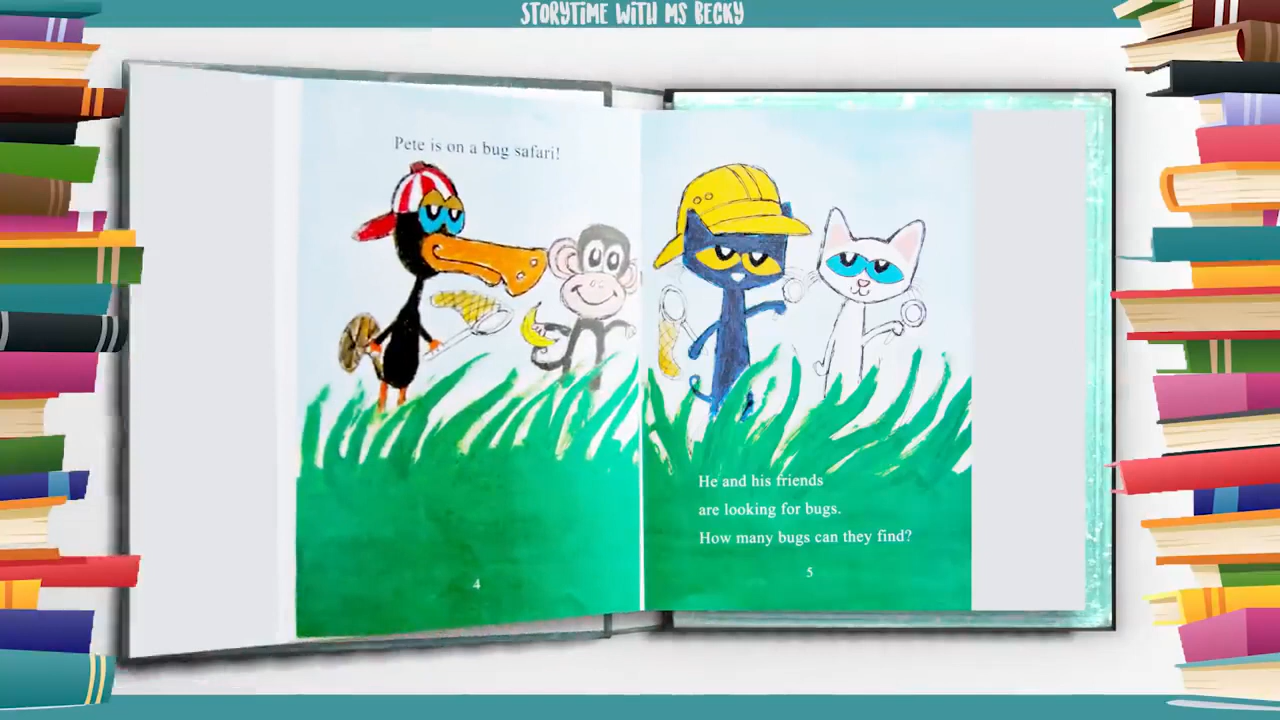 STORYTIME WITH MS BECKY
Pete is on a bug safari!
He and his friends
are looking for bugs.
How many bugs can they find?
4
5